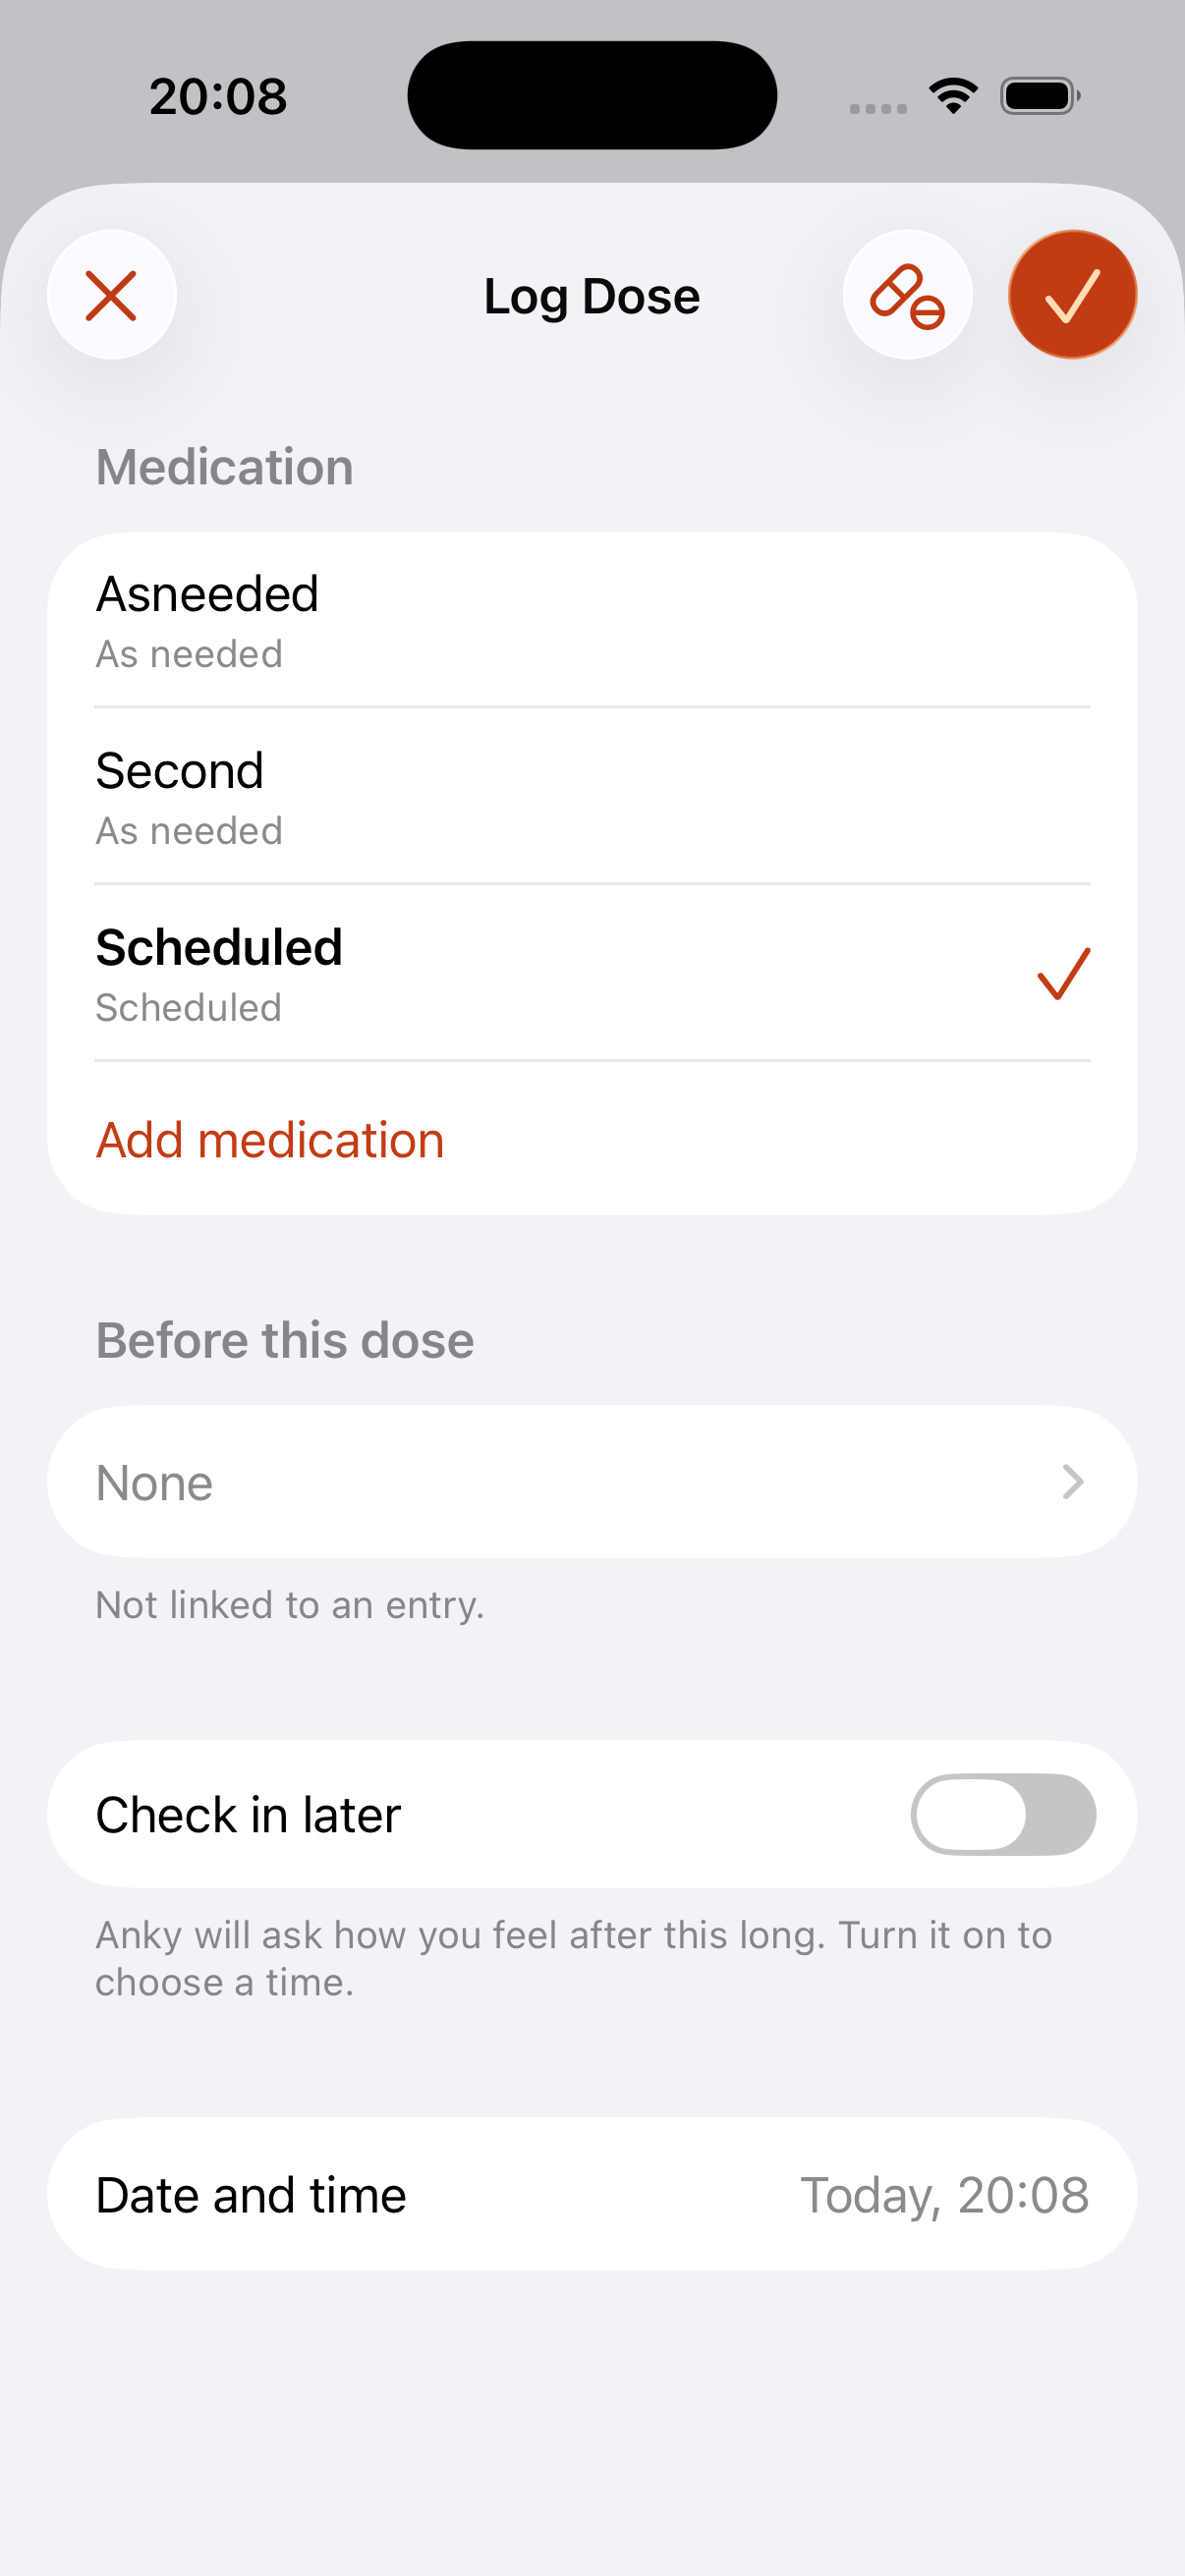 20:08
Log Dose
Medication
Asneeded
As needed
Second
As needed
Scheduled
Scheduled
Add medication
Before this dose
None
Not linked to an entry.
Check in later
Anky will ask how you feel after this long. Turn it on to
choose a time.
Date and time
Today, 20:08